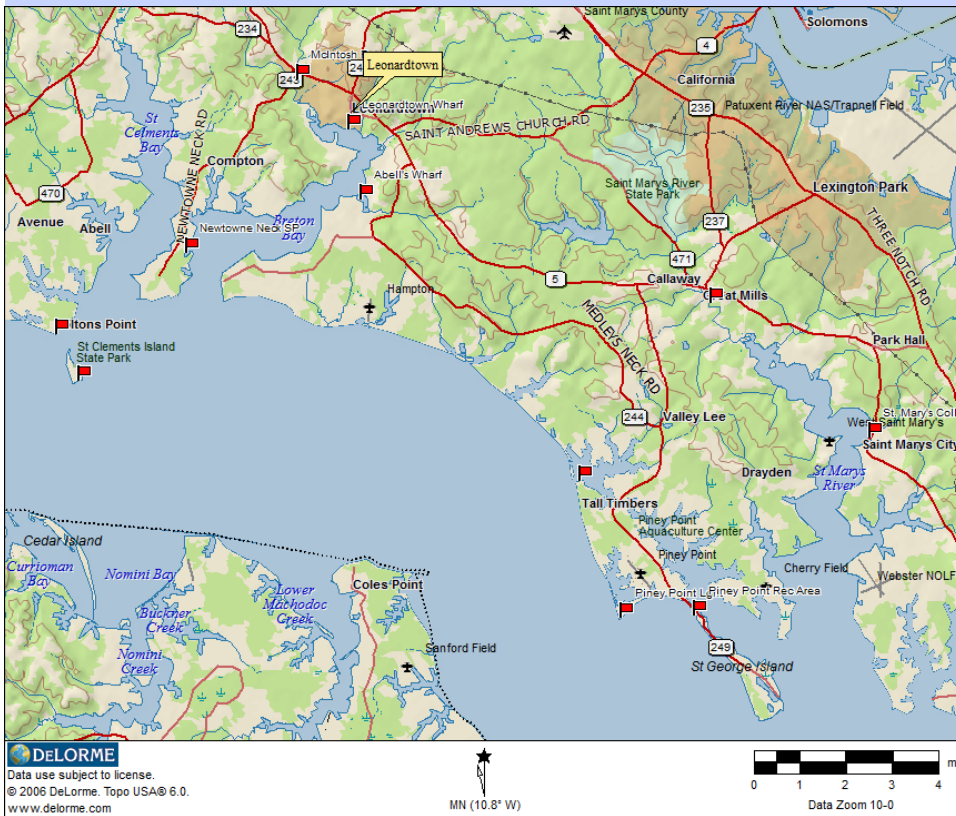 Saint Marys County
Solomons
234
4
McIntosh
24
Leonardtown
California
243
235
Leonardtown Wharf
Patuxent River NAS/Trapnell Field
St
Celments
Bay
SAINT ANDREWS CHURCH RD
NEWTOWNE NECK RD
Compton
Abell's Wharf
Saint Marys River
State Park
Lexington Park
470
Avenue
Abell
Newtowne Neck SP
Breton
Bay
237
THREE NOTCH RD
471
5
Callaway
Hampton
Great Mills
MEDLEYS NECK RD
ltons Point
St Clements Island
State Park
Park Hall
244
Valley Lee
St. Mary's Coll
West Saint Mary's
Saint Marys City
Drayden
St Marys
River
Tall Timbers
Piney Point
Aquaculture Center
Cedar Island
Currioman
Bay
Nomini Bay
Piney Point
Coles Point
Lower
Machodoc
Creek
Cherry Field
Webster NOLF
Buckner
Creek
Piney Point
Piney Point Rec Area
Nomini
Creek
Sanford Field
249
St George Island
DELORME
Data use subject to license.
© 2006 DeLorme. Topo USA® 6.0.
www.delorme.com
MN (10.8° W)
m
0 1 2 3 4
Data Zoom 10-0